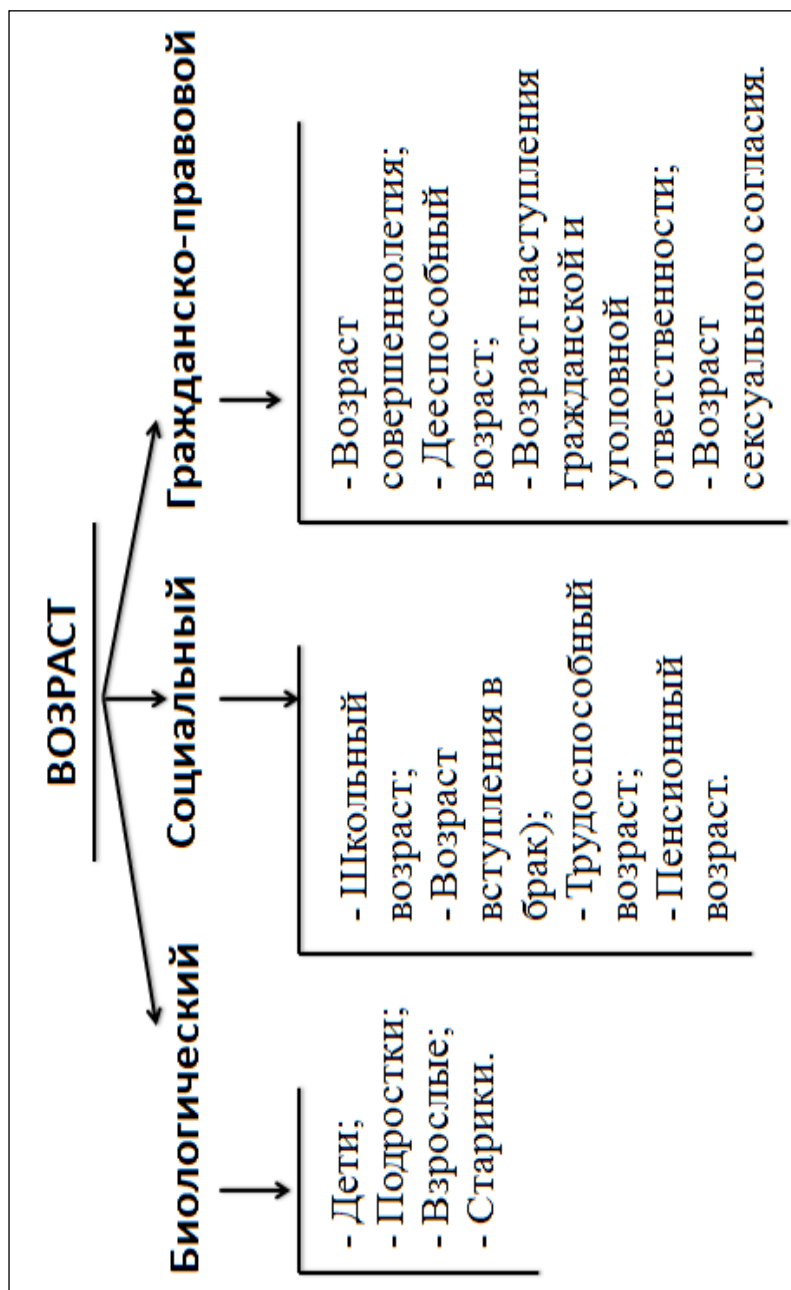 ВОЗРАСТ
Биологический
- Дети;
- Подростки;
- Взрослые;
- Старики.
Социальный
- Школьный
возраст;
- Возраст
вступления в
брак);
- Трудоспособный
возраст;
- Пенсионный
возраст.
Гражданско-правовой
- Возраст
совершеннолетия;
- Дееспособный
возраст;
- Возраст наступления
гражданской и
уголовной
ответственности;
- Возраст
сексуального согласия.